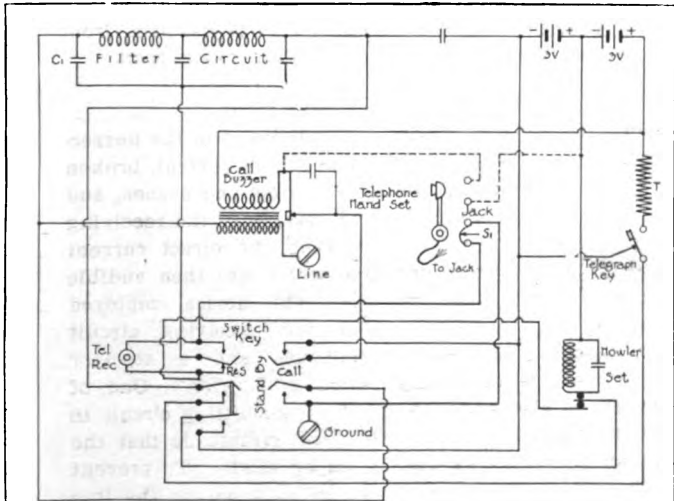 C1 Filter Circuit
- + - +
3V 3V
Call
Buzzer
Telephone
Hand Set
Jack
S1
To Jack
T
Line
Telegraph
Key
Switch
Key
Tel
Rec
R&S
Stand By
Call
Howler
Set
Ground